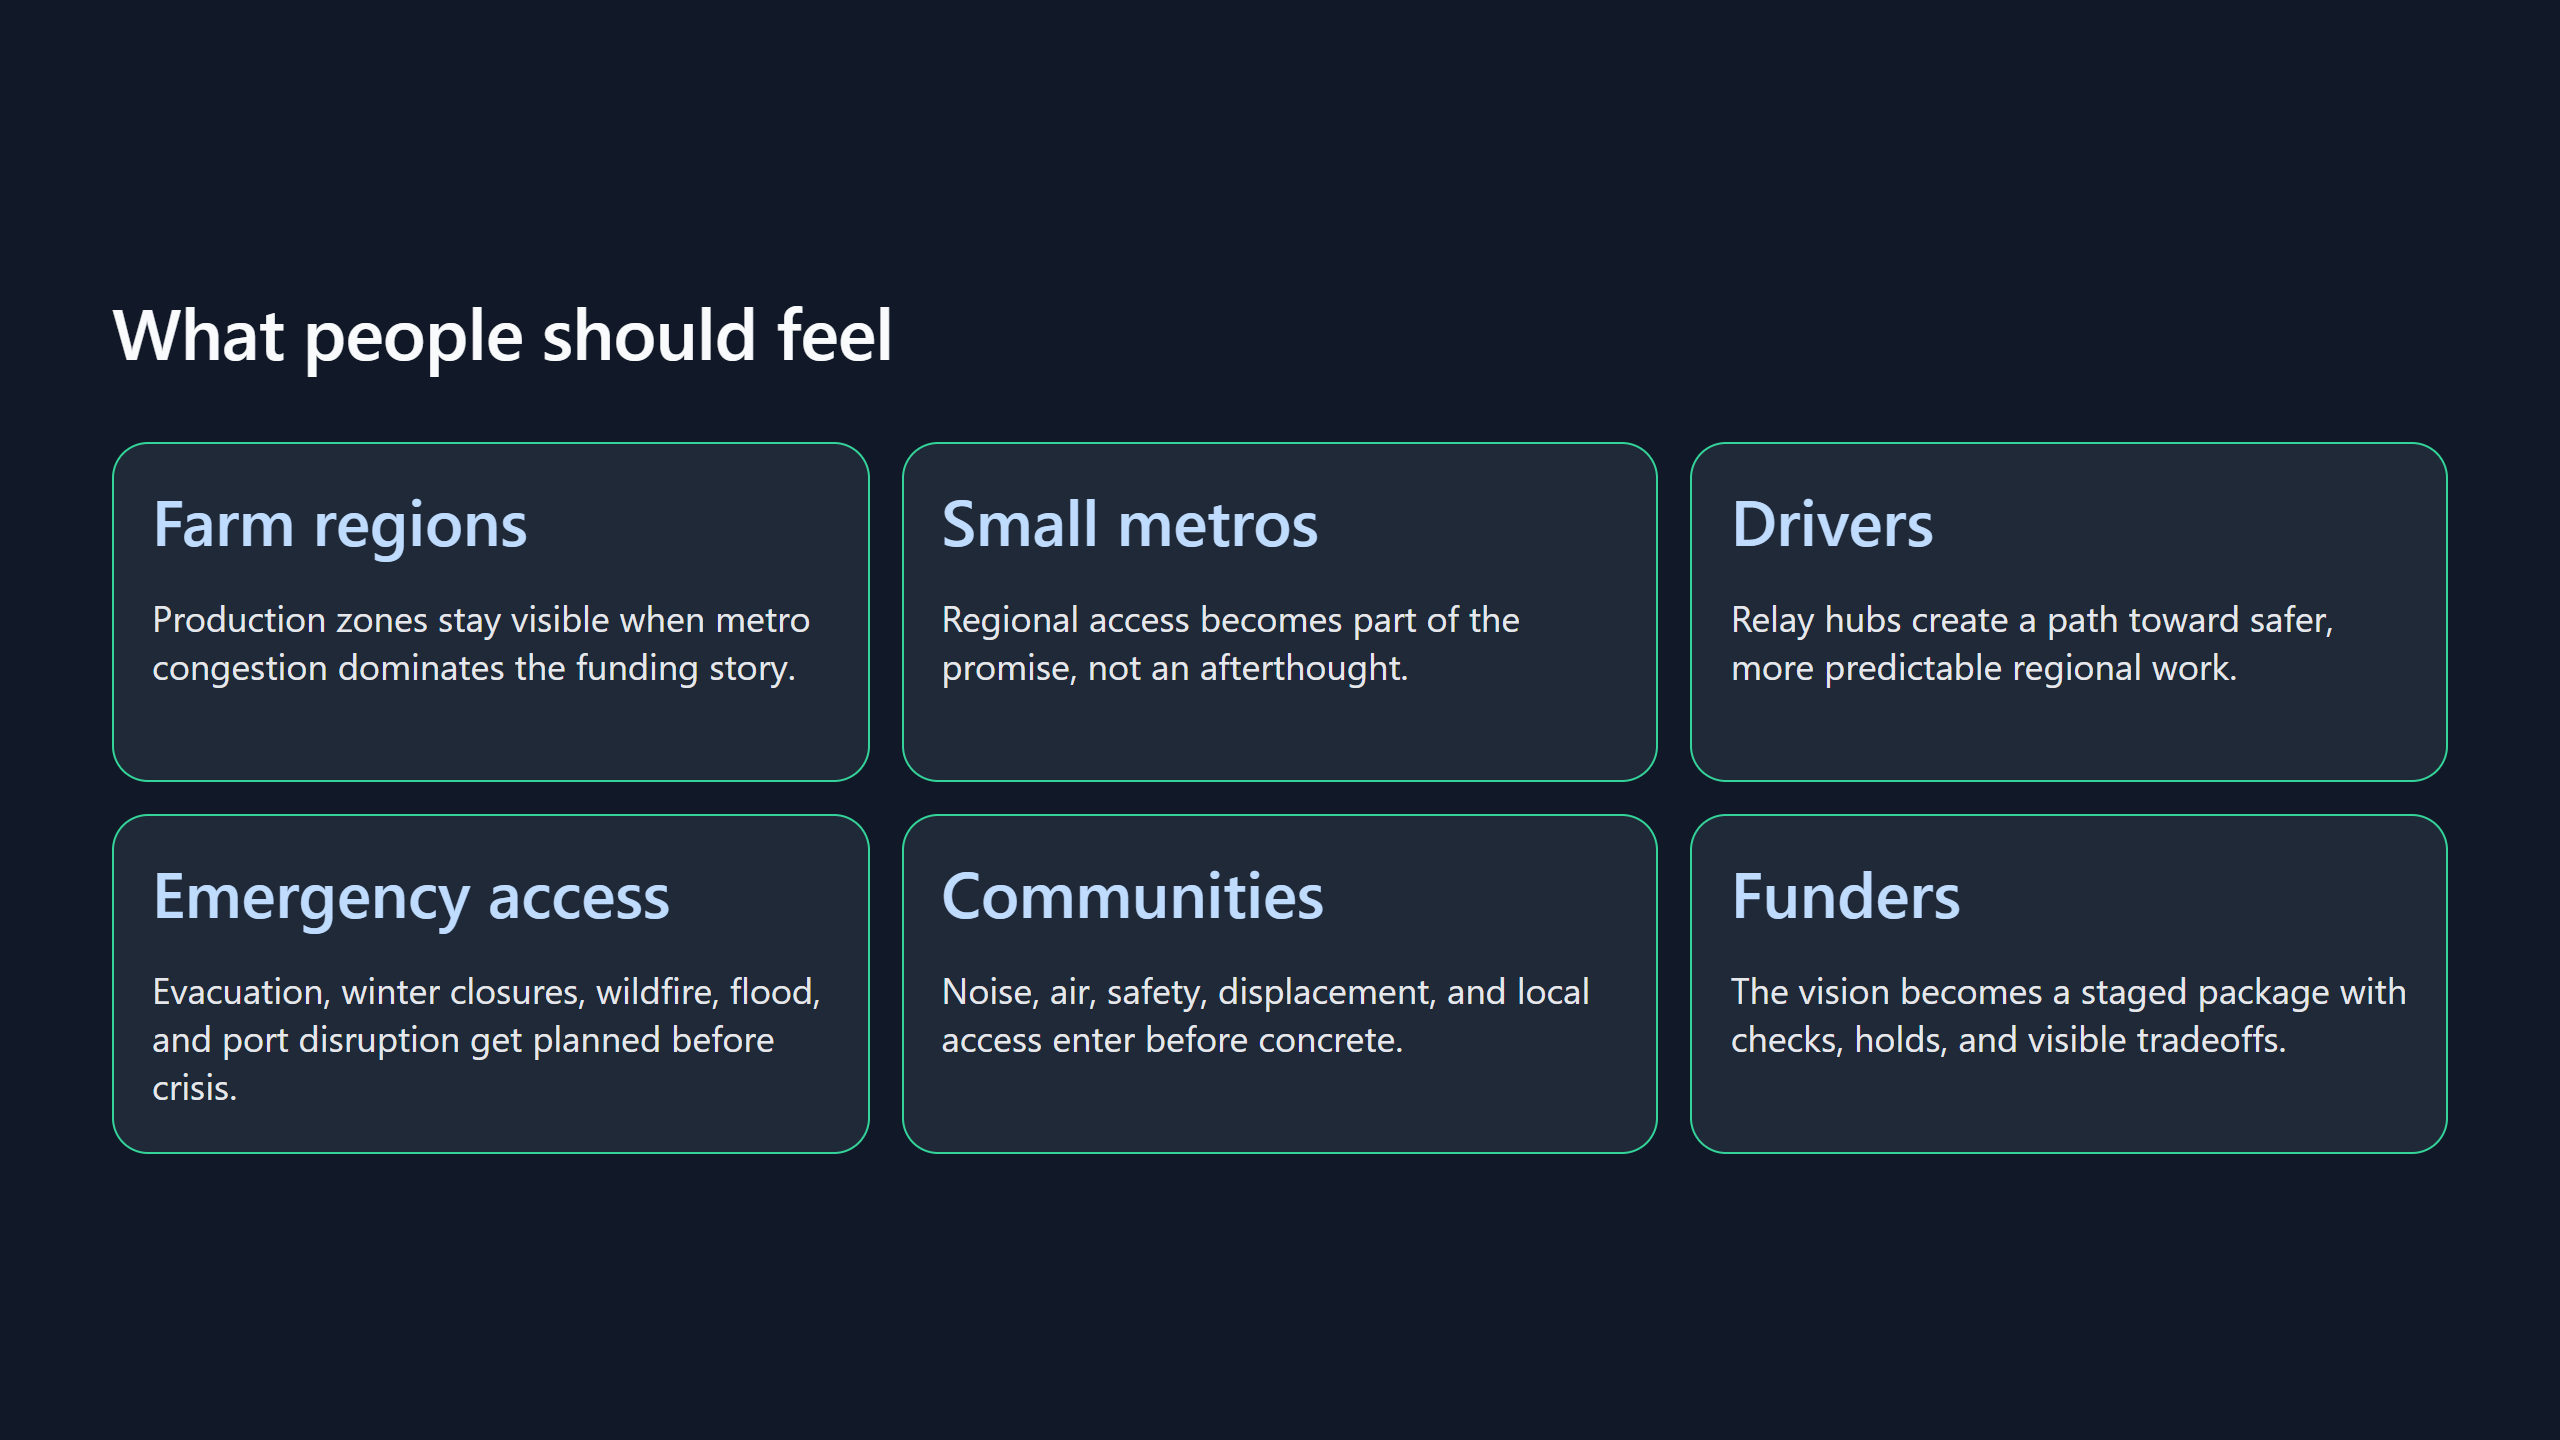 What people should feel
Farm regions
Production zones stay visible when metro
congestion dominates the funding story.
Small metros
Regional access becomes part of the
promise, not an afterthought.
Drivers
Relay hubs create a path toward safer,
more predictable regional work.
Emergency access
Evacuation, winter closures, wildfire, flood,
and port disruption get planned before
crisis.
Communities
Noise, air, safety, displacement, and local
access enter before concrete.
Funders
The vision becomes a staged package with
checks, holds, and visible tradeoffs.